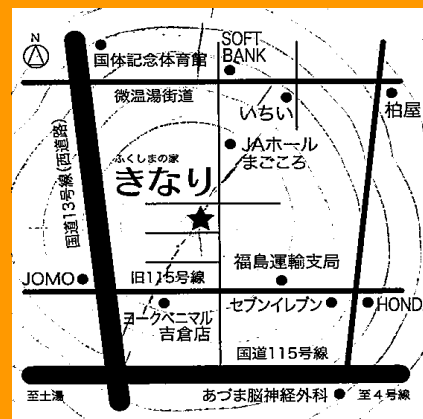 N
SOFT
BANK
国体記念体育館
微温湯街道
いちい
柏屋
JAホール
まごころ
ふくしまの家
きなり
国道13号線(西道路)
福島運輸支局
JOMO
旧115号線
ヨークベニマル
吉倉店
セブンイレブン
HOND
国道115号線
至土湯
あづま脳神経外科
至4号線